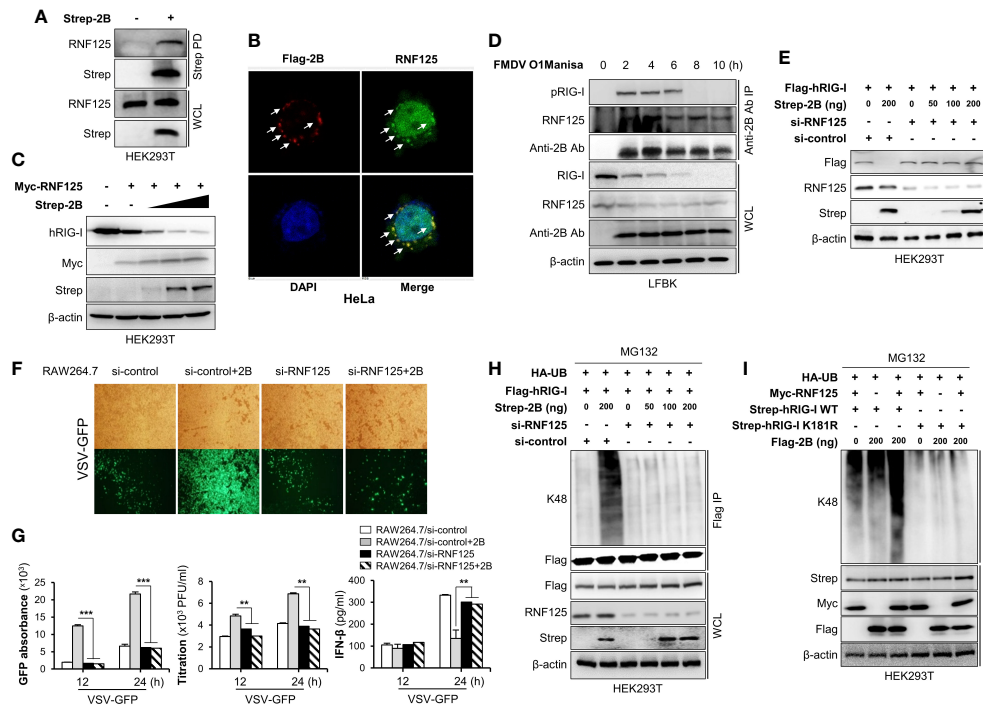 A
Strep-2B - +
RNF125
Strep
Strep PD
RNF125
Strep
WCL
HEK293T
B
Flag-2B RNF125
DAPI Merge
HeLa
C
Myc-RNF125 - + + + +
Strep-2B - -
hRIG-I
Myc
Strep
β-actin
HEK293T
D
FMDV O1Manisa 0 2 4 6 8 10 (h)
pRIG-I
RNF125
Anti-2B Ab
Anti-2B Ab IP
RIG-I
RNF125
Anti-2B Ab
β-actin
WCL
LFBK
E
Flag-hRIG-I + + + + + +
Strep-2B (ng) 0 200 0 50 100 200
si-RNF125 - - + + + +
si-control + + - - - -
Flag
RNF125
Strep
β-actin
HEK293T
F
RAW264.7 si-control si-control+2B si-RNF125 si-RNF125+2B
VSV-GFP
G
RAW264.7/si-control
RAW264.7/si-control+2B
RAW264.7/si-RNF125
RAW264.7/si-RNF125+2B
GFP absorbance (×10³)
25
20
15
10
5
0
*** ***
12 24 (h)
VSV-GFP
Titration (×10³ PFU/ml)
10
8
6
4
2
0
** **
12 24 (h)
VSV-GFP
IFN-β (pg/ml)
400
300
200
100
0
**
12 24 (h)
VSV-GFP
H
MG132
HA-UB + + + + + +
Flag-hRIG-I + + + + + +
Strep-2B (ng) 0 200 0 50 100 200
si-RNF125 - - + + + +
si-control + + - - - -
K48
Flag
Flag IP
Flag
RNF125
Strep
β-actin
WCL
HEK293T
I
MG132
HA-UB + + + + + +
Myc-RNF125 + - + + - +
Strep-hRIG-I WT + + + - - -
Strep-hRIG-I K181R - - - + + +
Flag-2B (ng) 0 200 200 0 200 200
K48
Strep
Myc
Flag
β-actin
HEK293T